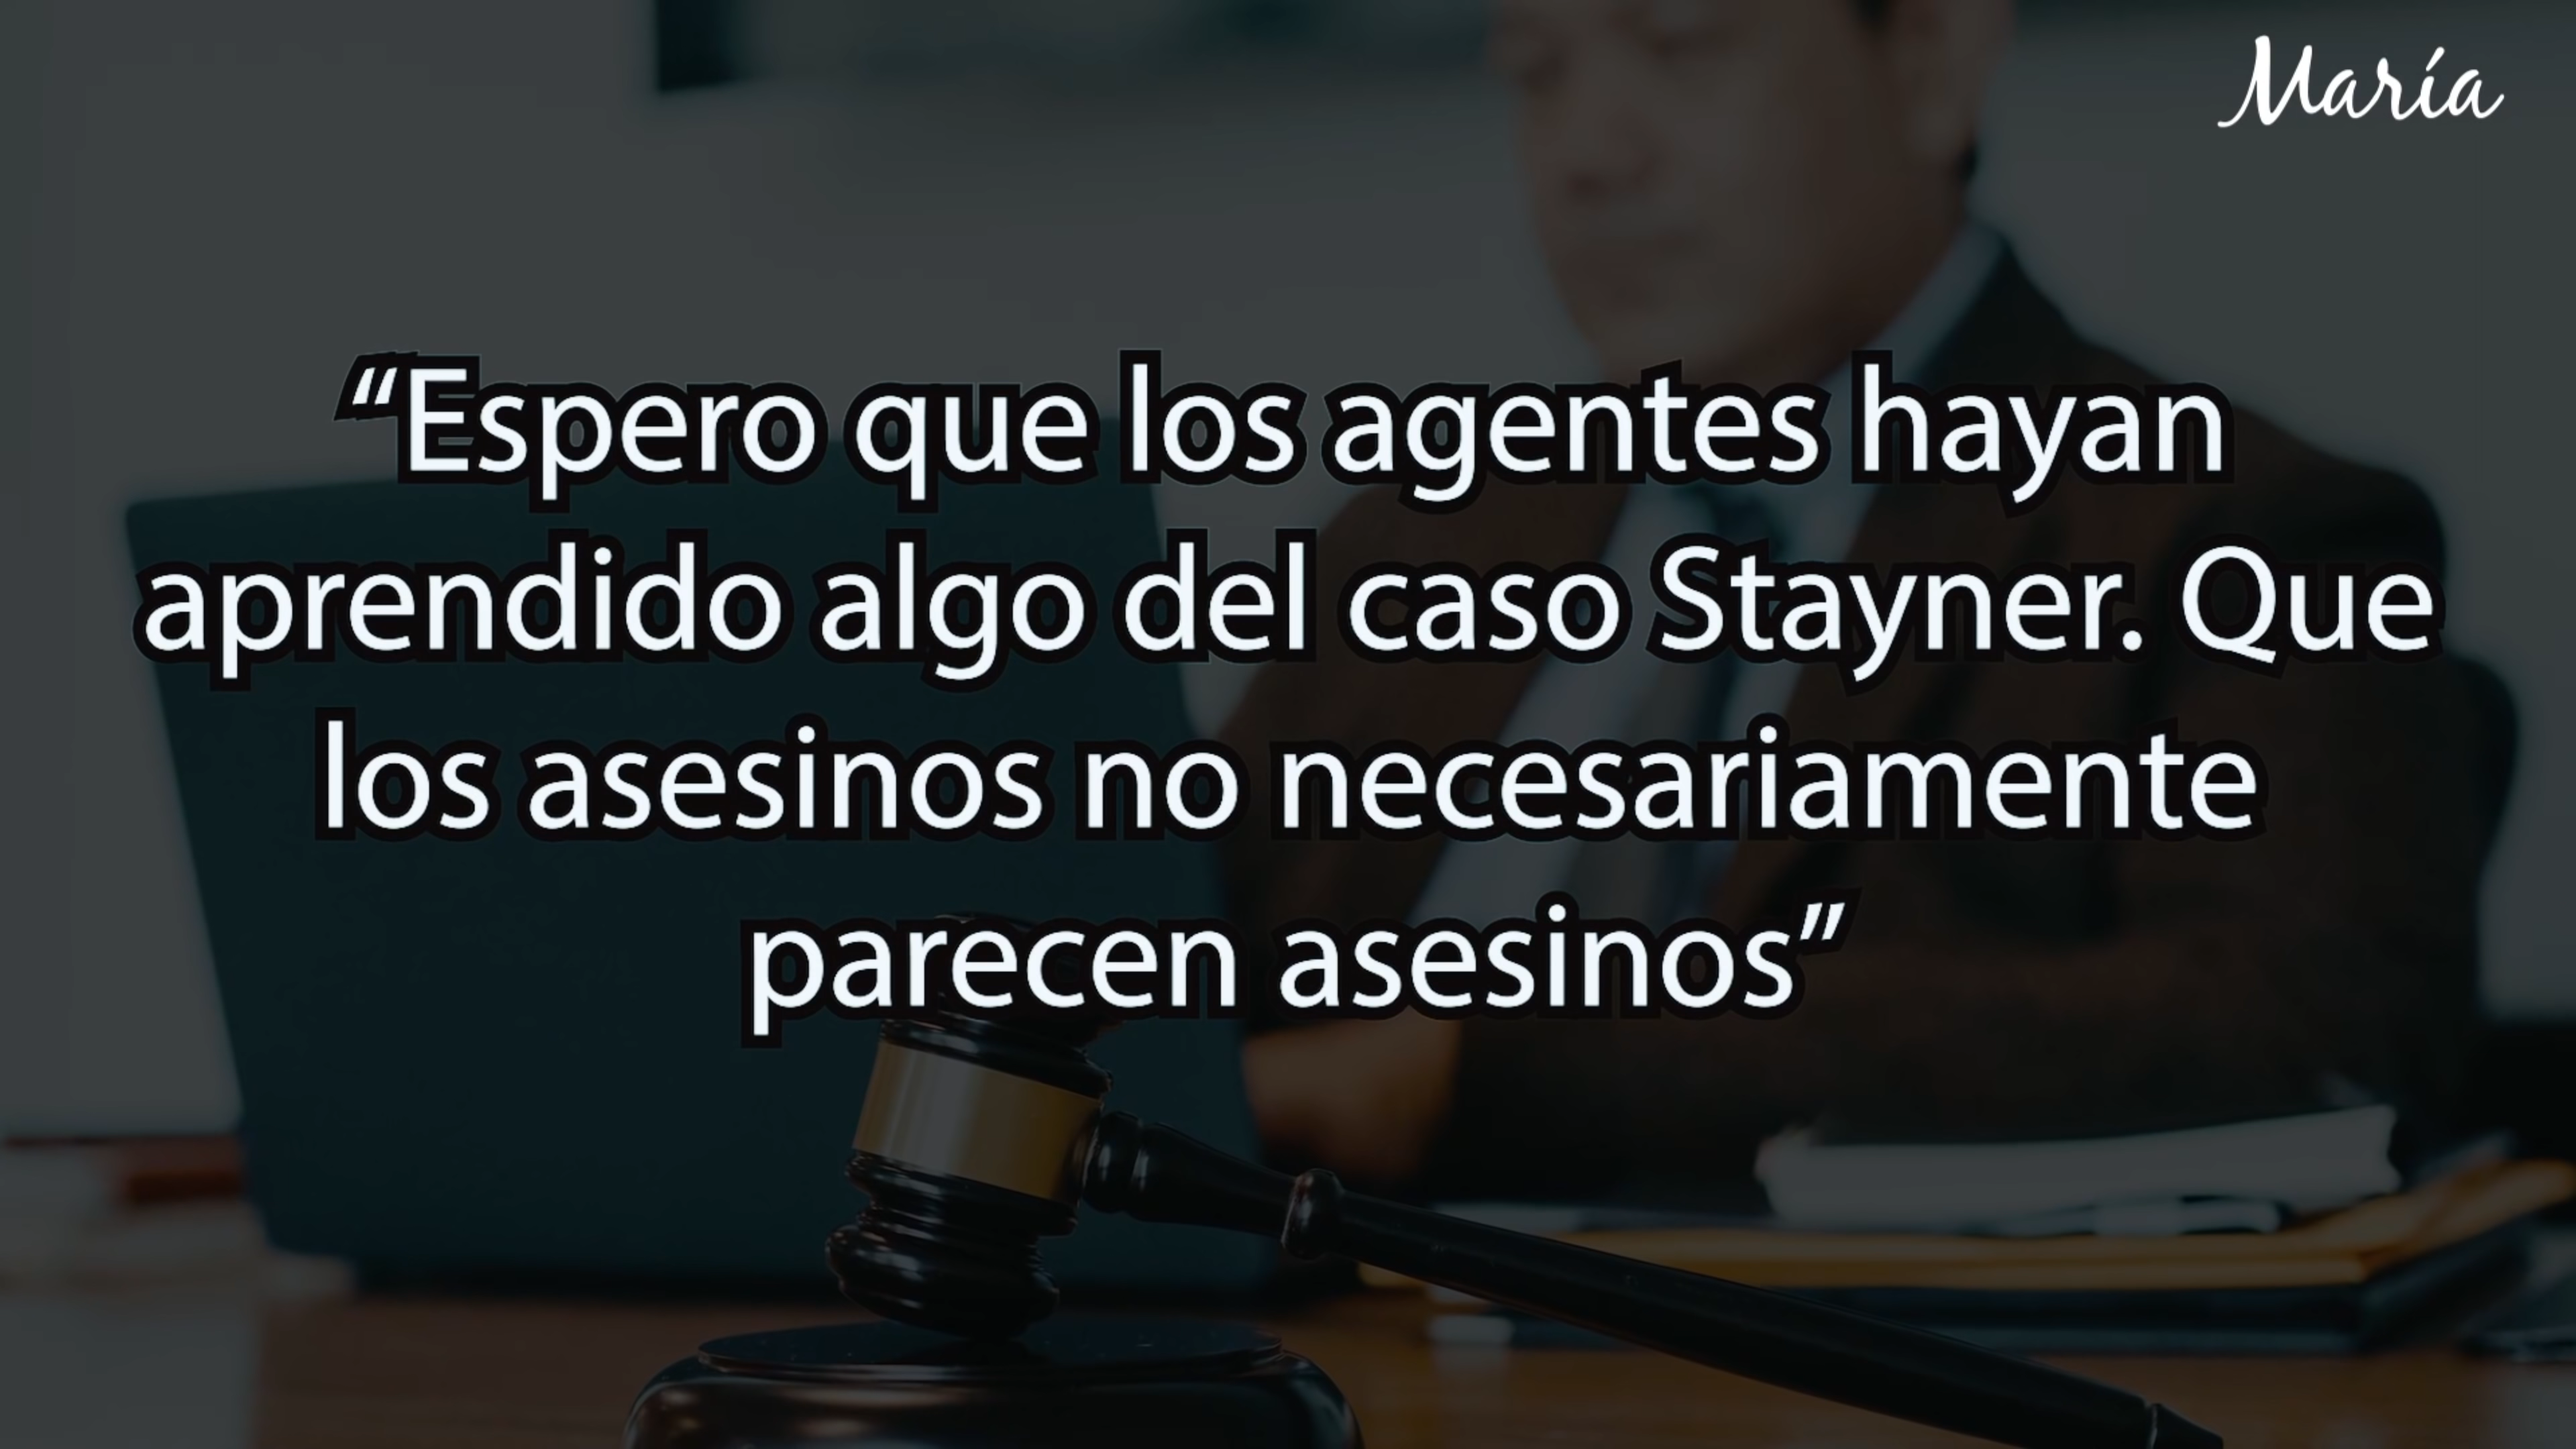 María
“Espero que los agentes hayan
aprendido algo del caso Stayner. Que
los asesinos no necesariamente
parecen asesinos”